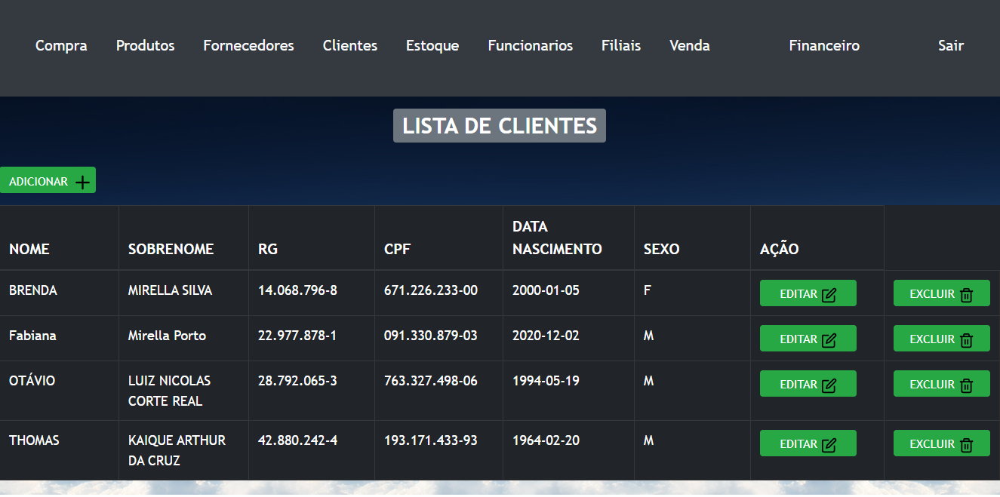 Compra Produtos Fornecedores Clientes Estoque Funcionarios Filiais Venda Financeiro Sair
LISTA DE CLIENTES
ADICIONAR
NOME SOBRENOME RG CPF DATA NASCIMENTO SEXO AÇÃO
BRENDA MIRELLA SILVA 14.068.796-8 671.226.233-00 2000-01-05 F EDITAR EXCLUIR
Fabiana Mirella Porto 22.977.878-1 091.330.879-03 2020-12-02 M EDITAR EXCLUIR
OTÁVIO LUIZ NICOLAS CORTE REAL 28.792.065-3 763.327.498-06 1994-05-19 M EDITAR EXCLUIR
THOMAS KAIQUE ARTHUR DA CRUZ 42.880.242-4 193.171.433-93 1964-02-20 M EDITAR EXCLUIR